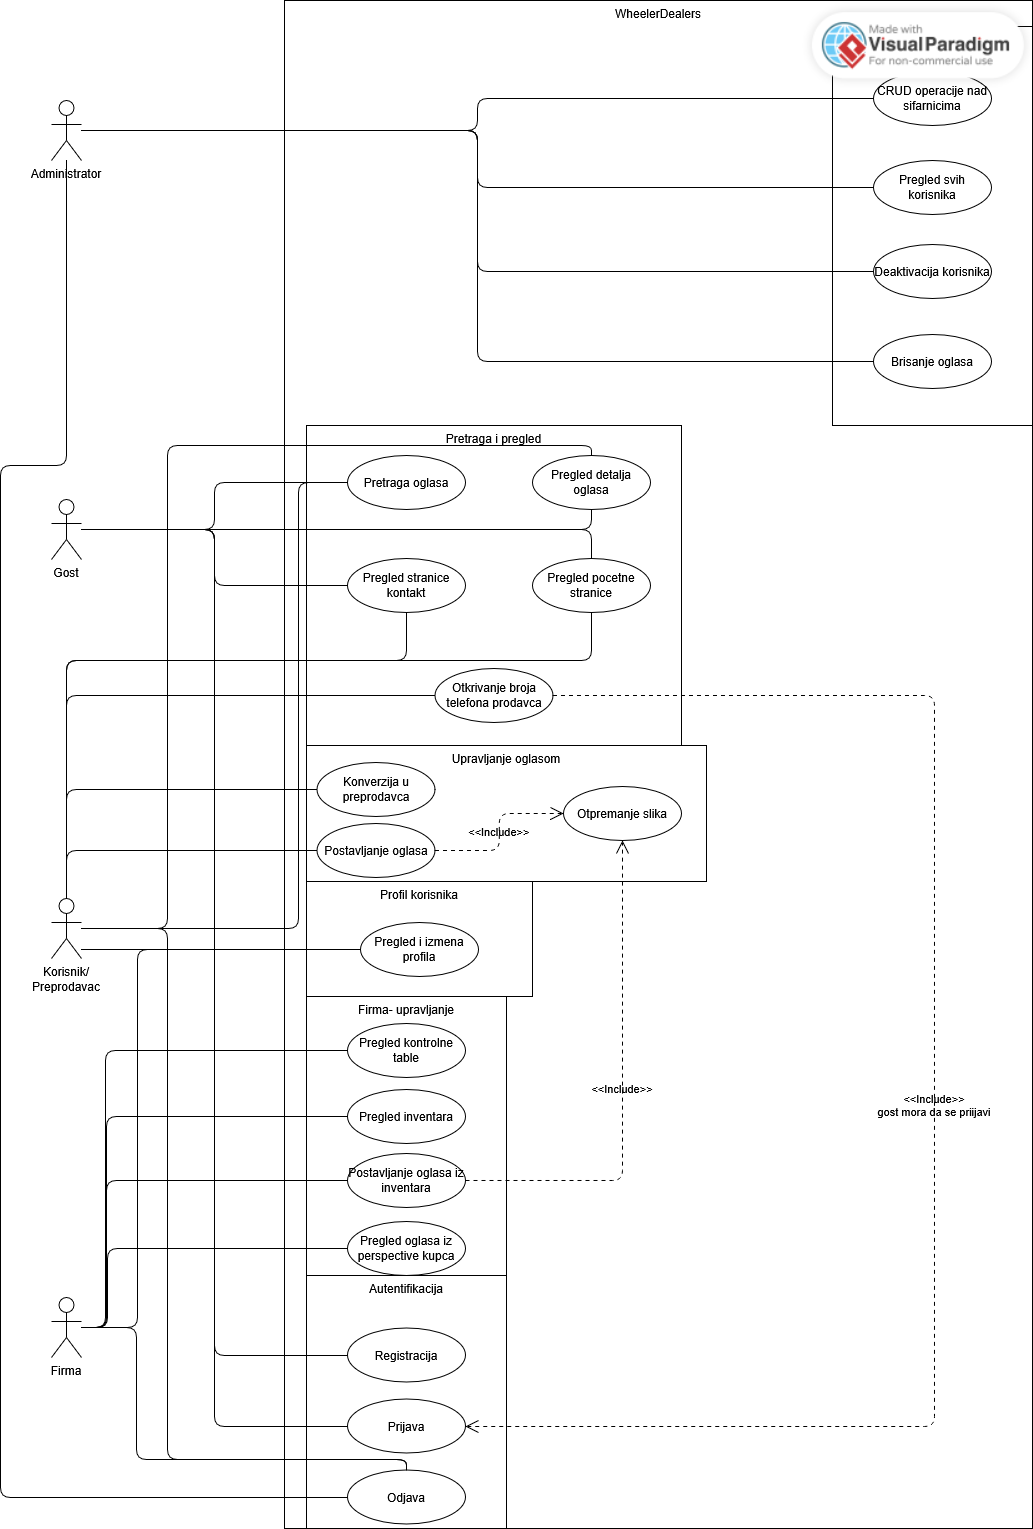 WheelerDealers
Made with
VisualParadigm
For non-commercial use
CRUD operacije nad
sifarnicima
Administrator
Pregled svih
korisnika
Deaktivacija korisnika
Brisanje oglasa
Pretraga i pregled
Pretraga oglasa
Pregled detalja
oglasa
Gost
Pregled stranice
kontakt
Pregled pocetne
stranice
Otkrivanje broja
telefona prodavca
Upravljanje oglasom
Konverzija u
preprodavca
Otpremanje slika
<<Include>>
Postavljanje oglasa
Profil korisnika
Pregled i izmena
profila
Korisnik/
Preprodavac
Firma- upravljanje
Pregled kontrolne
table
<<Include>>
<<Include>>
gost mora da se priijavi
Pregled inventara
Postavljanje oglasa iz
inventara
Pregled oglasa iz
perspective kupca
Autentifikacija
Firma
Registracija
Prijava
Odjava